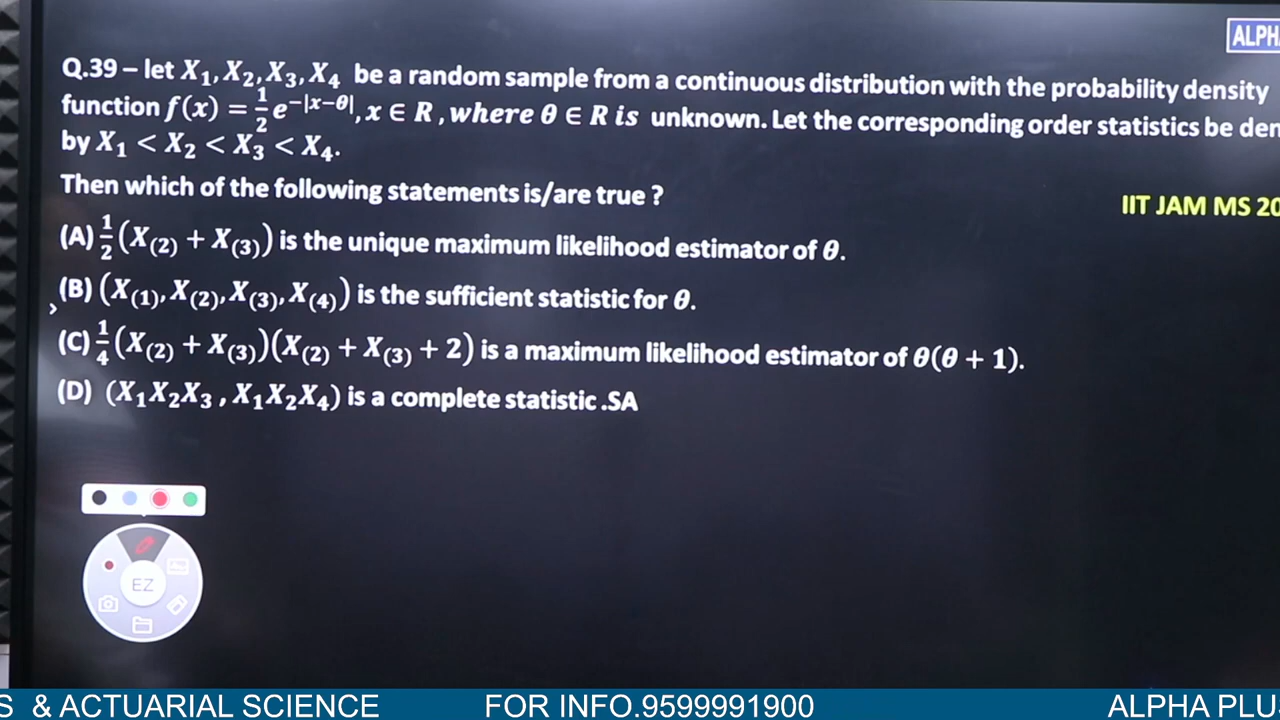 ALPH
Q.39 – let X₁, X₂, X₃, X₄ be a random sample from a continuous distribution with the probability density
function f(x) = ½ e^{-|x-θ|}, x ∈ R, where θ ∈ R is unknown. Let the corresponding order statistics be den
by X₁ < X₂ < X₃ < X₄.
Then which of the following statements is/are true ?
IIT JAM MS 20
(A) ½ (X₍₂₎ + X₍₃₎) is the unique maximum likelihood estimator of θ.
(B) (X₍₁₎, X₍₂₎, X₍₃₎, X₍₄₎) is the sufficient statistic for θ.
(C) ¼ (X₍₂₎ + X₍₃₎)(X₍₂₎ + X₍₃₎ + 2) is a maximum likelihood estimator of θ(θ + 1).
(D) (X₁X₂X₃ , X₁X₂X₄) is a complete statistic .SA
EZ
S & ACTUARIAL SCIENCE FOR INFO.9599991900 ALPHA PLUS